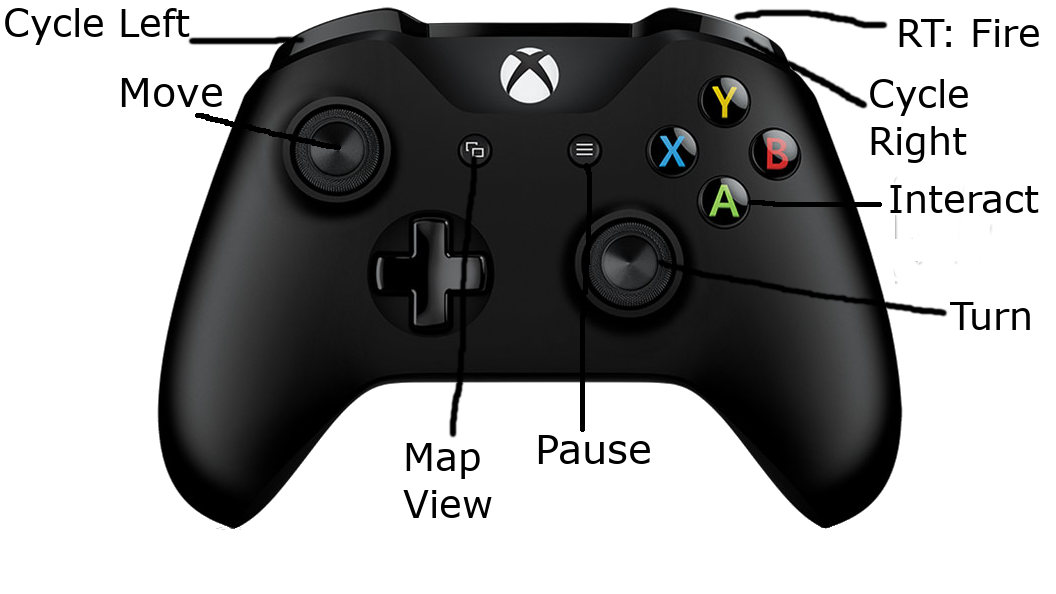 Cycle Left
RT: Fire
Move
Cycle
Right
Y
X
B
A
Interact
Turn
Map
View
Pause